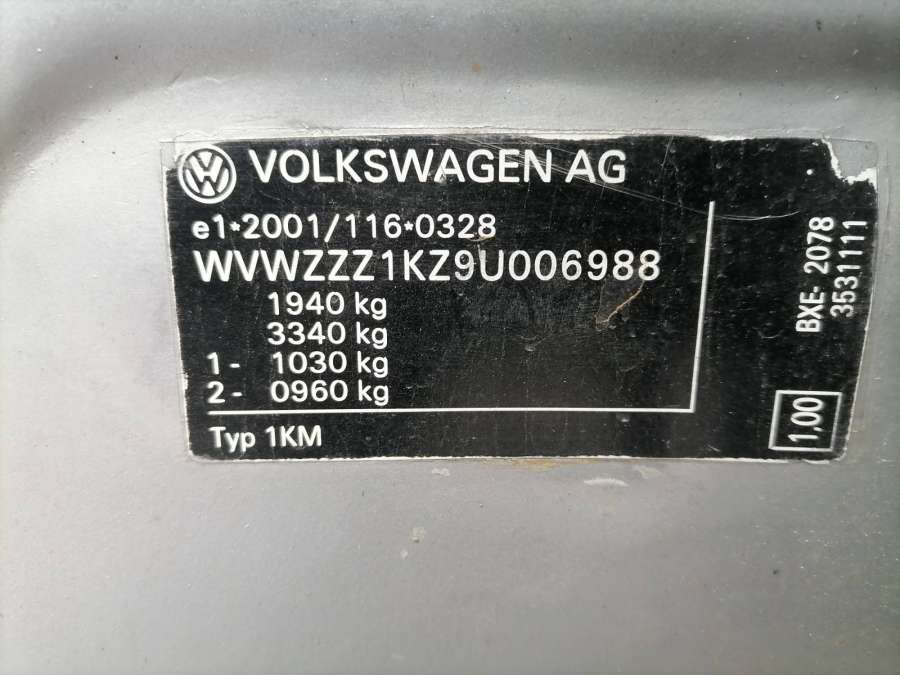 VOLKSWAGEN AG
e1*2001/116*0328
WVWZZZ1KZ9U006988
1940 kg
3340 kg
1 - 1030 kg
2 - 0960 kg
Typ 1KM
BXE- 2078
3531111
1,00